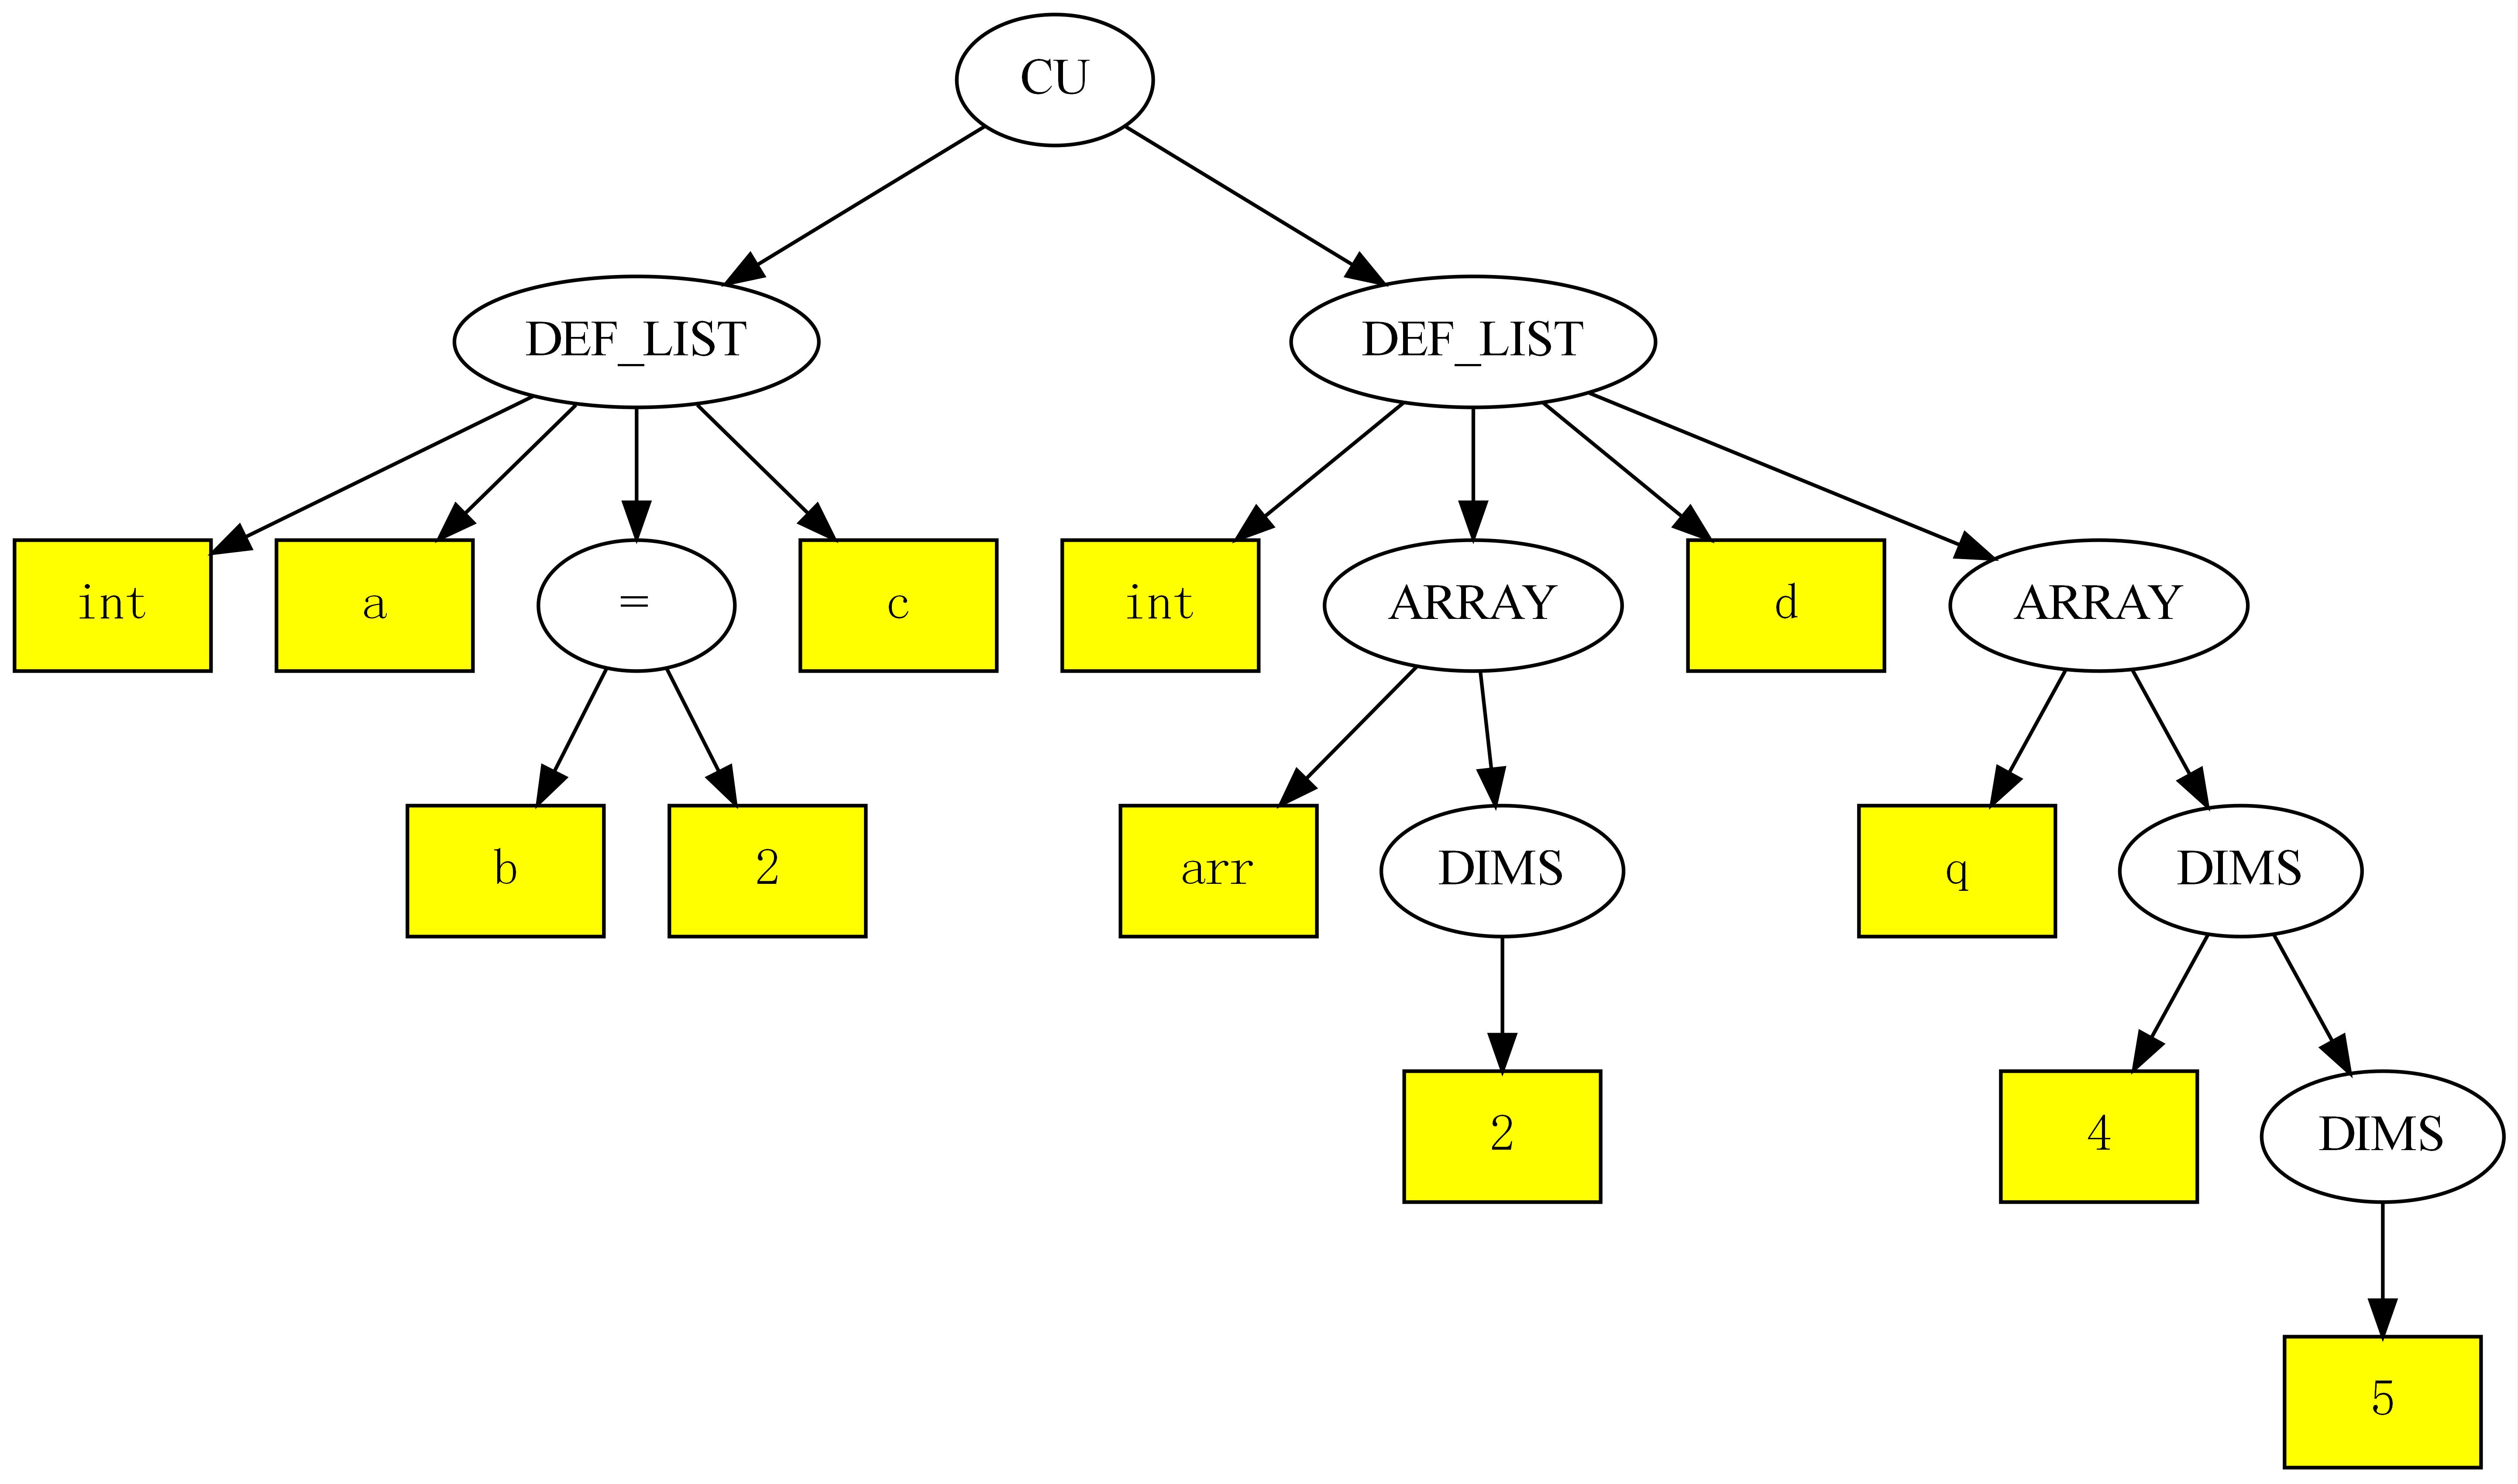 CU
DEF_LIST DEF_LIST
int a = c int ARRAY d ARRAY
b 2 arr DIMS q DIMS
2 4 DIMS
5